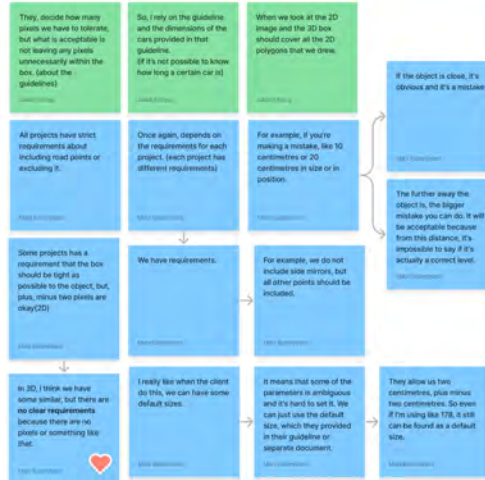 They, decide how many
pixels we have to tolerate,
but what is acceptable is
not leaving any pixels
unnecessarily within the
box. (about the
guidelines)
So, I rely on the guideline
and the dimensions of the
cars provided in that
guideline.
(if it's not possible to know
how long a certain car is)
When we look at the 2D
image and the 3D box
should cover all the 2D
polygons that we drew.
If the object is close, it's
obvious and it's a mistake
All projects have strict
requirements about
including road points or
excluding it.
Once again, depends on
the requirements for each
project. (each project
has different requirements)
For example, if you're
making a mistake, like 10
centimetres or 20
centimetres in size or in
position.
The further away the
object is, the bigger
mistake you can do. It will
be acceptable because
from this distance, it's
impossible to say if it's
actually a correct level.
Some projects has a
requirement that the box
should be tight as
possible to the object, but,
plus, minus two pixels are
okay(2D)
We have requirements.
For example, we do not
include side mirrors, but
all other points should be
included.
In 3D, I think we have
some similar, but there are
no clear requirements
because there are no
pixels or something like
that.
I really like when the client
do this, we can have some
default sizes.
It means that some of the
parameters is ambiguous
and it's hard to set it. We
can just use the default
size, which they provided
in their guideline or
separate document.
They allow us two
centimetres, plus minus
two centimetres. So even
if I'm using like 178, it still
can be found as a default
size.